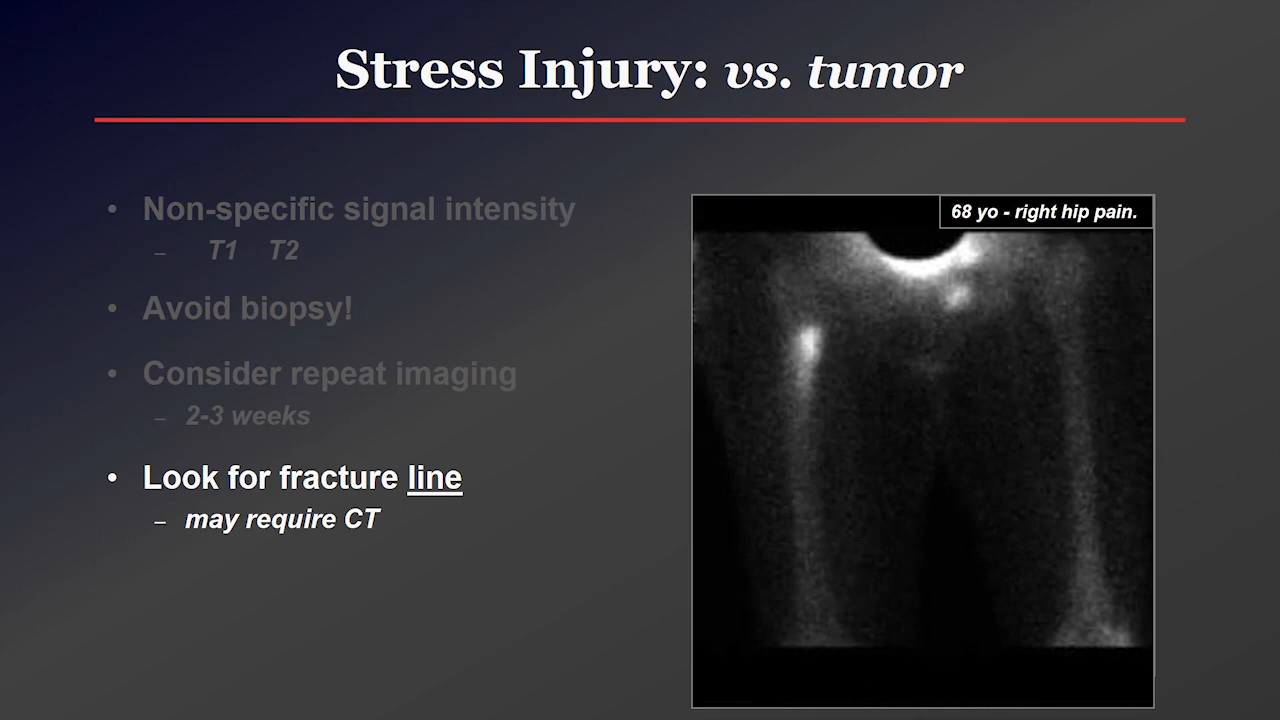 Stress Injury: vs. tumor
• Non-specific signal intensity
– T1 T2
• Avoid biopsy!
• Consider repeat imaging
– 2-3 weeks
• Look for fracture line
– may require CT
68 yo - right hip pain.